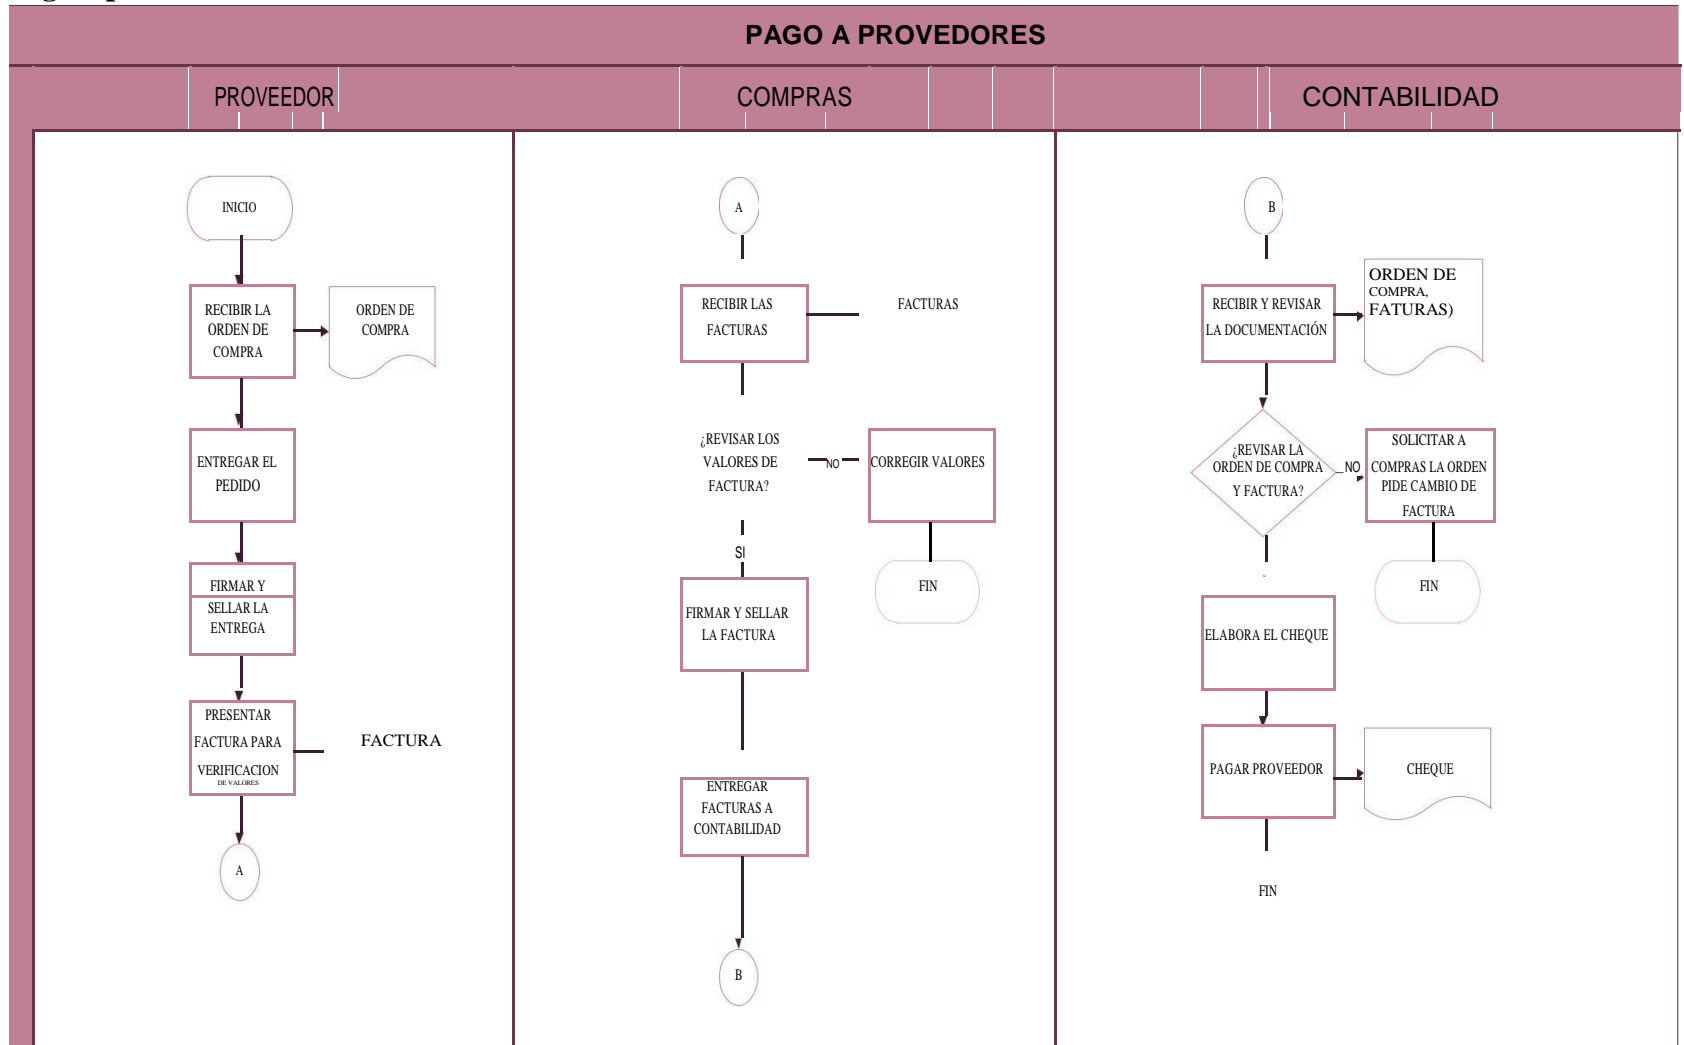 PAGO A PROVEDORES
PROVEEDOR
COMPRAS
CONTABILIDAD
INICIO
RECIBIR LA
ORDEN DE
COMPRA
ORDEN DE
COMPRA
ENTREGAR EL
PEDIDO
FIRMAR Y
SELLAR LA
ENTREGA
PRESENTAR
FACTURA PARA
VERIFICACION
DE VALORES
FACTURA
A
A
RECIBIR LAS
FACTURAS
FACTURAS
¿REVISAR LOS
VALORES DE
FACTURA?
NO
CORREGIR VALORES
SI
FIN
FIRMAR Y SELLAR
LA FACTURA
ENTREGAR
FACTURAS A
CONTABILIDAD
B
B
RECIBIR Y REVISAR
LA DOCUMENTACIÓN
ORDEN DE
COMPRA,
FATURAS)
¿REVISAR LA
ORDEN DE COMPRA
Y FACTURA?
NO
SOLICITAR A
COMPRAS LA ORDEN
PIDE CAMBIO DE
FACTURA
FIN
ELABORA EL CHEQUE
PAGAR PROVEEDOR
CHEQUE
FIN